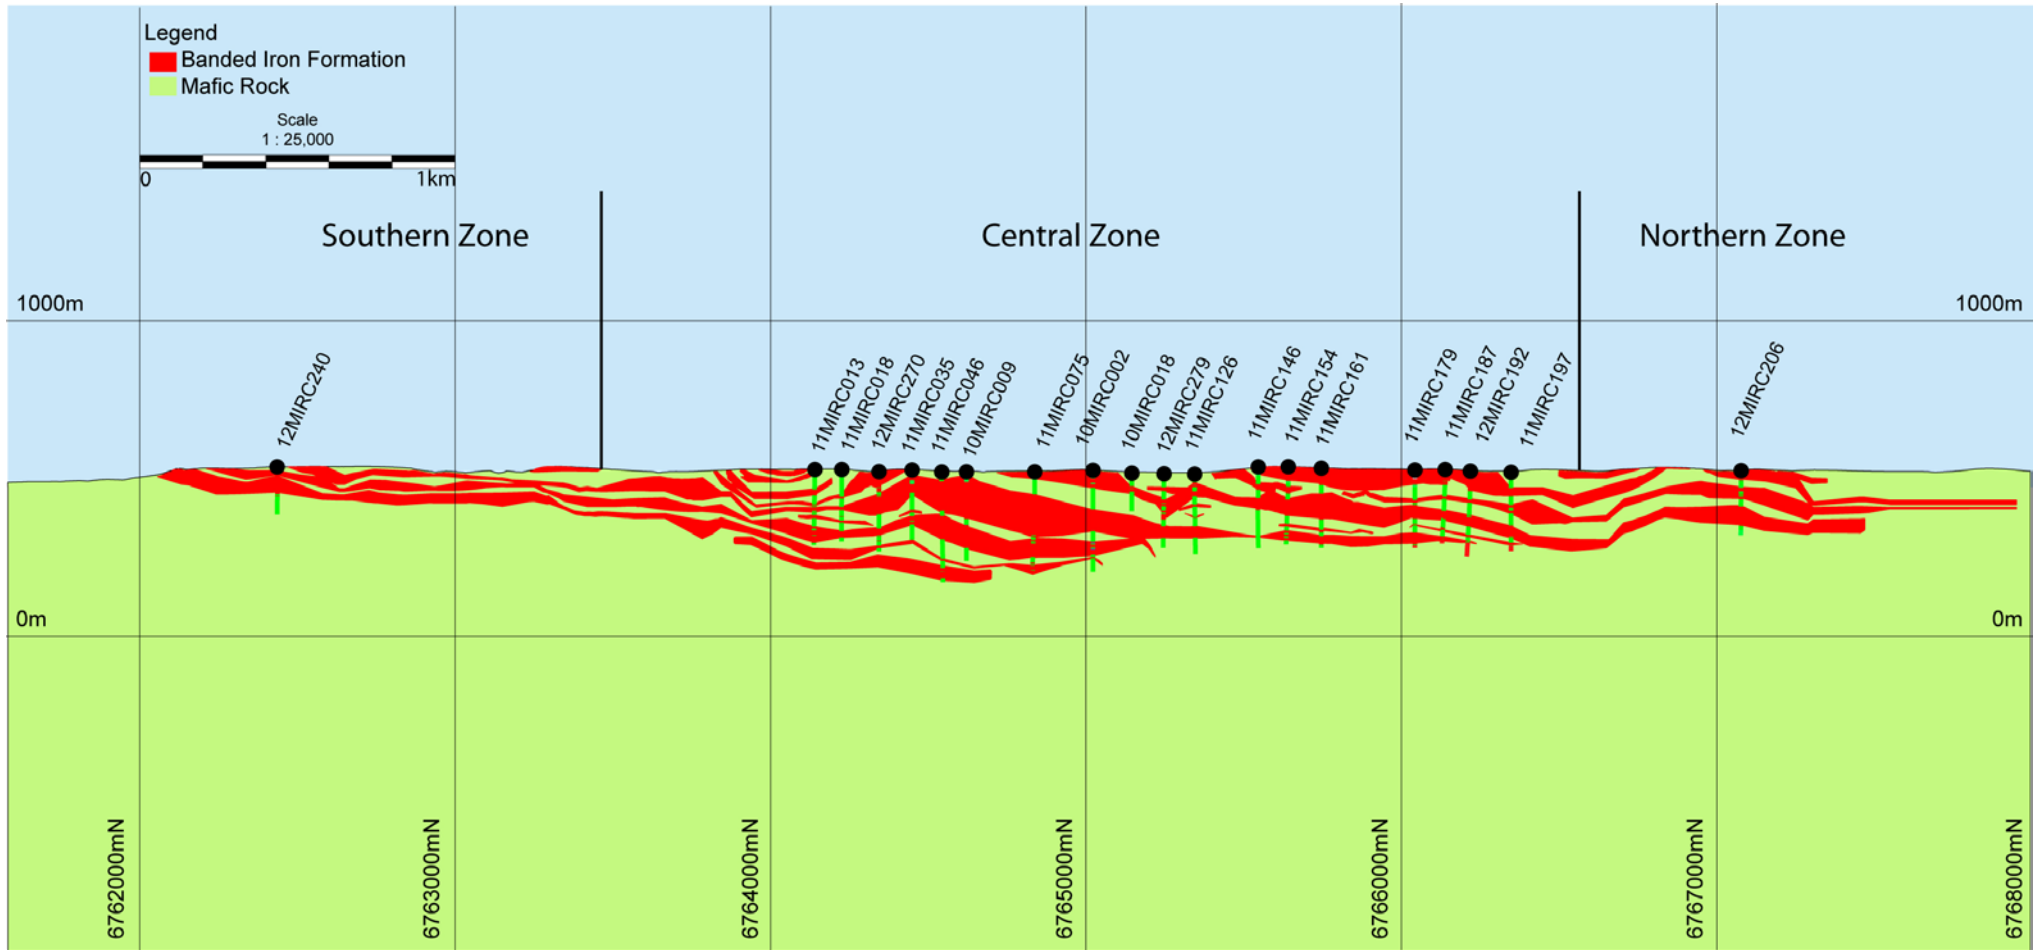 Legend
Banded Iron Formation
Mafic Rock
Scale
1 : 25,000
0
1km
Southern Zone
Central Zone
Northern Zone
1000m
1000m
12MIRC240
11MIRC013
11MIRC018
12MIRC270
11MIRC035
11MIRC046
10MIRC009
11MIRC075
10MIRC002
10MIRC018
12MIRC279
11MIRC126
11MIRC146
11MIRC154
11MIRC161
11MIRC179
11MIRC187
12MIRC192
11MIRC197
12MIRC206
0m
0m
6762000mN
6763000mN
6764000mN
6765000mN
6766000mN
6767000mN
6768000mN